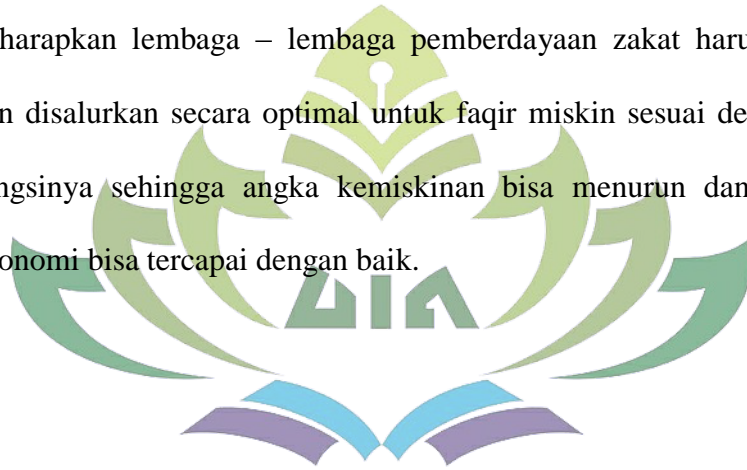 harapkan lembaga – lembaga pemberdayaan zakat haru
n disalurkan secara optimal untuk faqir miskin sesuai de
ngsinya sehingga angka kemiskinan bisa menurun dan
onomi bisa tercapai dengan baik.
UIN